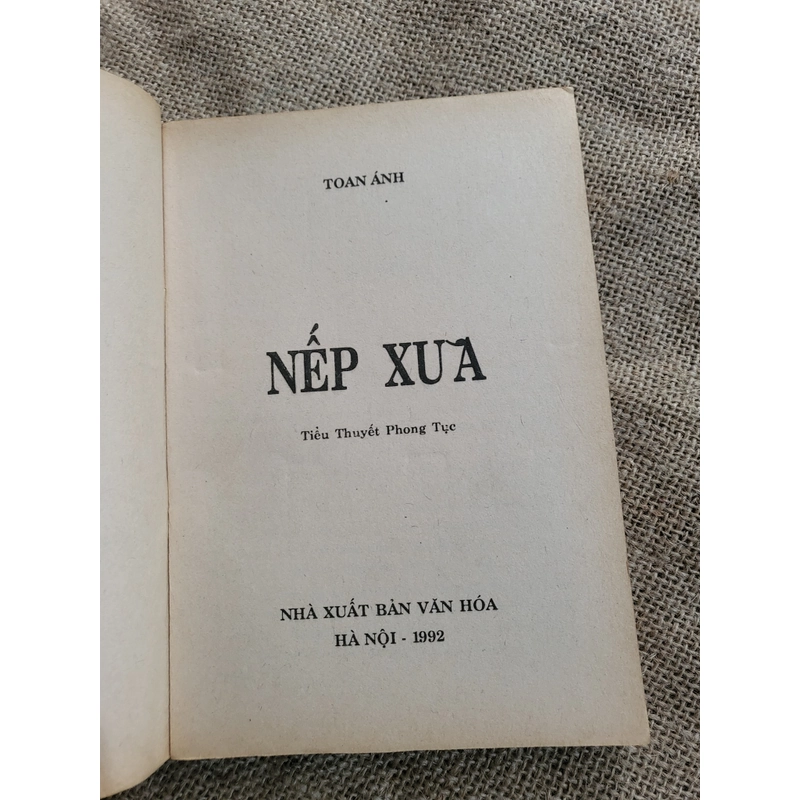 TOAN ÁNH
NẾP XƯA
Tiểu Thuyết Phong Tục
NHÀ XUẤT BẢN VĂN HÓA
HÀ NỘI - 1992